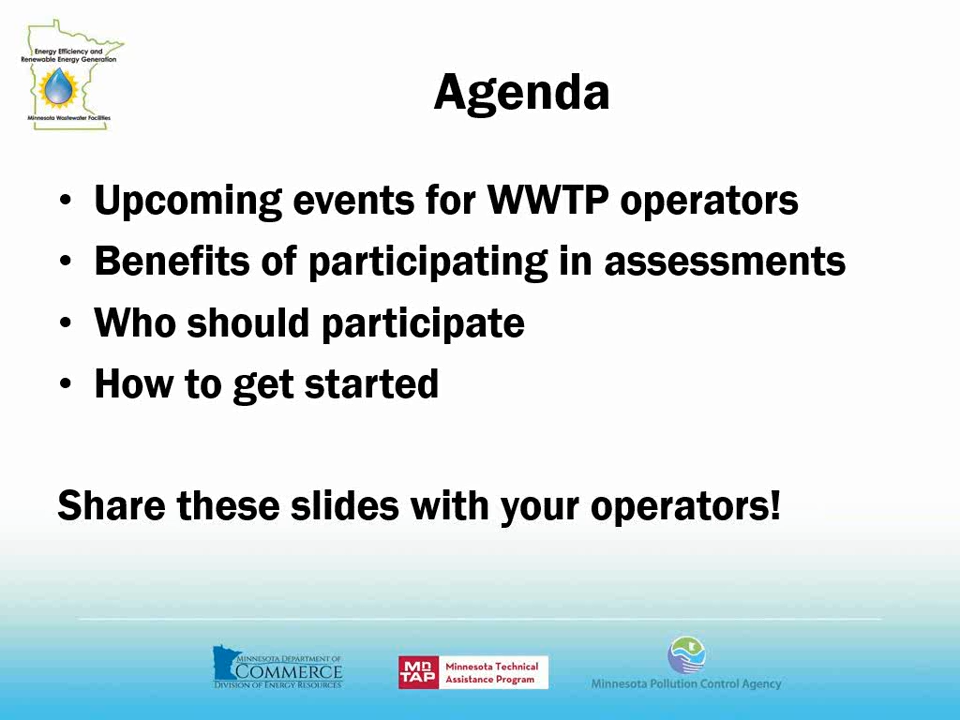 Energy Efficiency and
Renewable Energy Generation
Minnesota Wastewater Facilities
Agenda
• Upcoming events for WWTP operators
• Benefits of participating in assessments
• Who should participate
• How to get started
Share these slides with your operators!
MINNESOTA DEPARTMENT OF
COMMERCE
DIVISION OF ENERGY RESOURCES
MN
TAP
Minnesota Technical
Assistance Program
Minnesota Pollution Control Agency